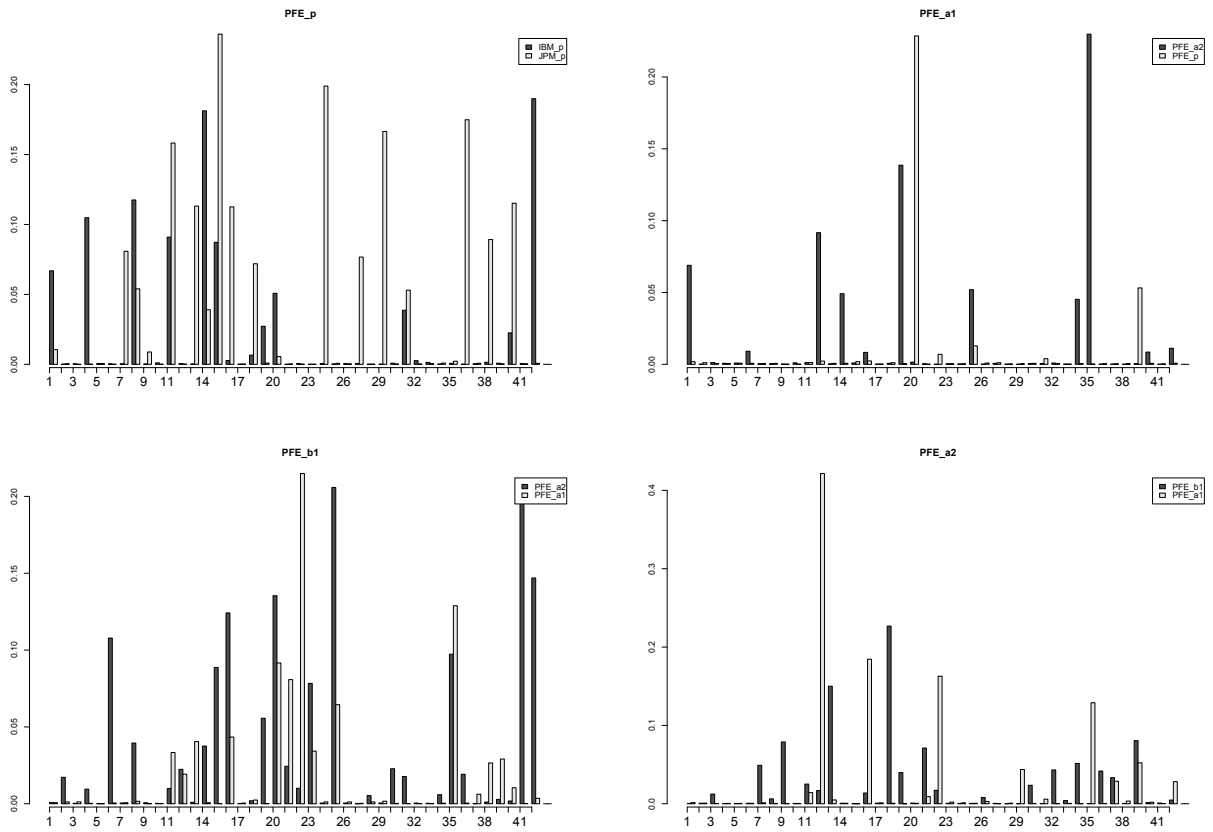 PFE_p
IBM_p
JPM_p
0.00 0.05 0.10 0.15 0.20
1 3 5 7 9 11 14 17 20 23 26 29 32 35 38 41
PFE_a1
PFE_a2
PFE_p
0.00 0.05 0.10 0.15 0.20
1 3 5 7 9 11 14 17 20 23 26 29 32 35 38 41
PFE_b1
PFE_a2
PFE_a1
0.00 0.05 0.10 0.15 0.20
1 3 5 7 9 11 14 17 20 23 26 29 32 35 38 41
PFE_a2
PFE_b1
PFE_a1
0.0 0.1 0.2 0.3 0.4
1 3 5 7 9 11 14 17 20 23 26 29 32 35 38 41